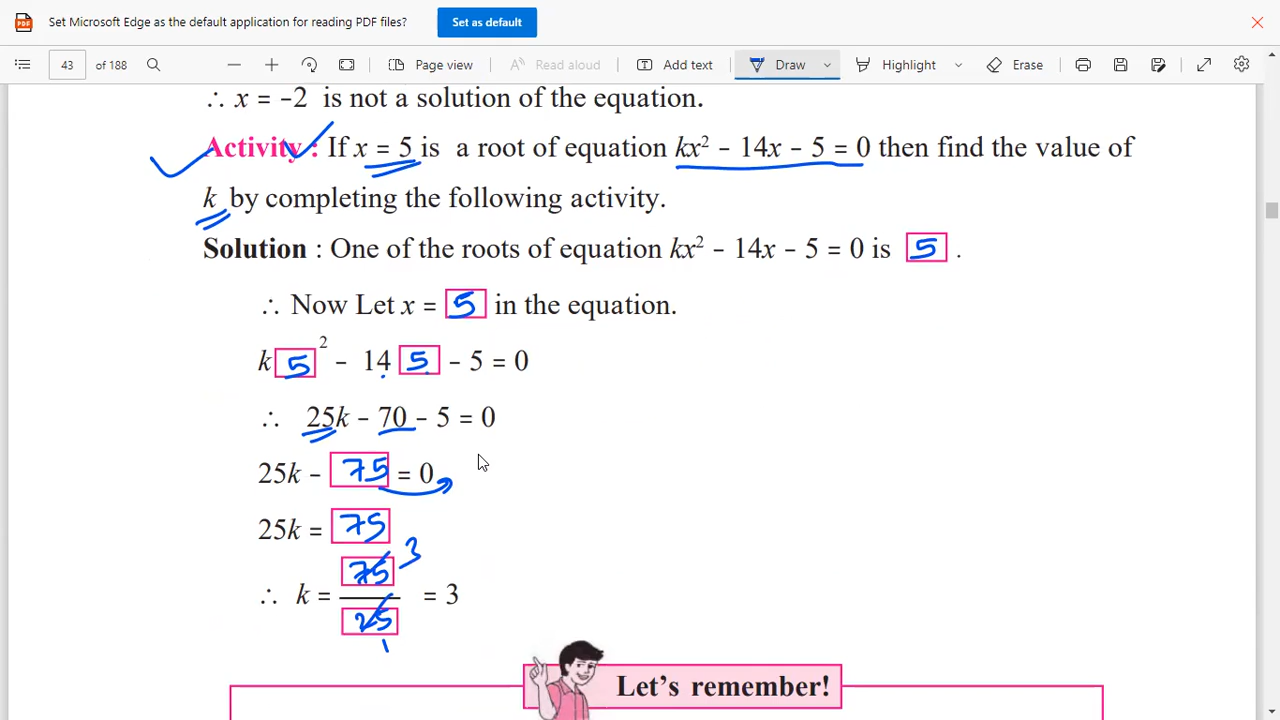 Set Microsoft Edge as the default application for reading PDF files? Set as default
43 of 188 Page view Read aloud Add text Draw Highlight Erase
∴ x = -2 is not a solution of the equation.
Activity : If x = 5 is a root of equation kx² - 14x - 5 = 0 then find the value of
k by completing the following activity.
Solution : One of the roots of equation kx² - 14x - 5 = 0 is 5 .
∴ Now Let x = 5 in the equation.
k 5 ² - 14 5 - 5 = 0
∴ 25k - 70 - 5 = 0
25k - 75 = 0
25k = 75
75 3
∴ k = = 3
25
1
Let's remember!